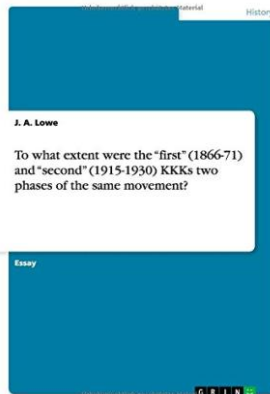 Histor
J. A. Lowe
To what extent were the “first” (1866-71)
and “second” (1915-1930) KKKs two
phases of the same movement?
Essay
G R I N